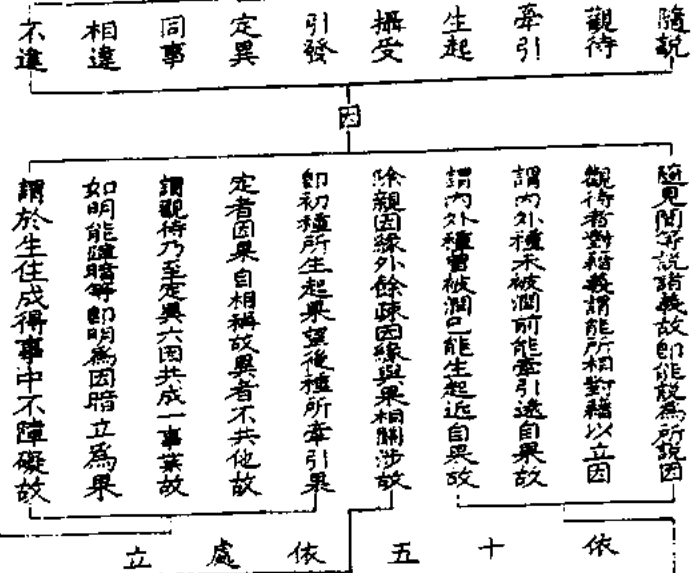 隨說
觀待
牽引
生起
攝受
引發
定異
同事
相違
不違
因
隨見聞等說諸義故即能說為所說因
觀待者對藉義謂能所相對藉以立因
謂內外種未被潤前能牽引遠自果故
謂內外種曾被潤已能生起近自果故
除親因緣外餘疎因緣與果相關涉故
即初種所生起果望後種所牽引果
定者因果自相稱故異者不共他故
謂觀待乃至定異六因共成一事業故
如明能違暗等即明為因暗立為果
謂於生住成得事中不障礙故
依十五依處立